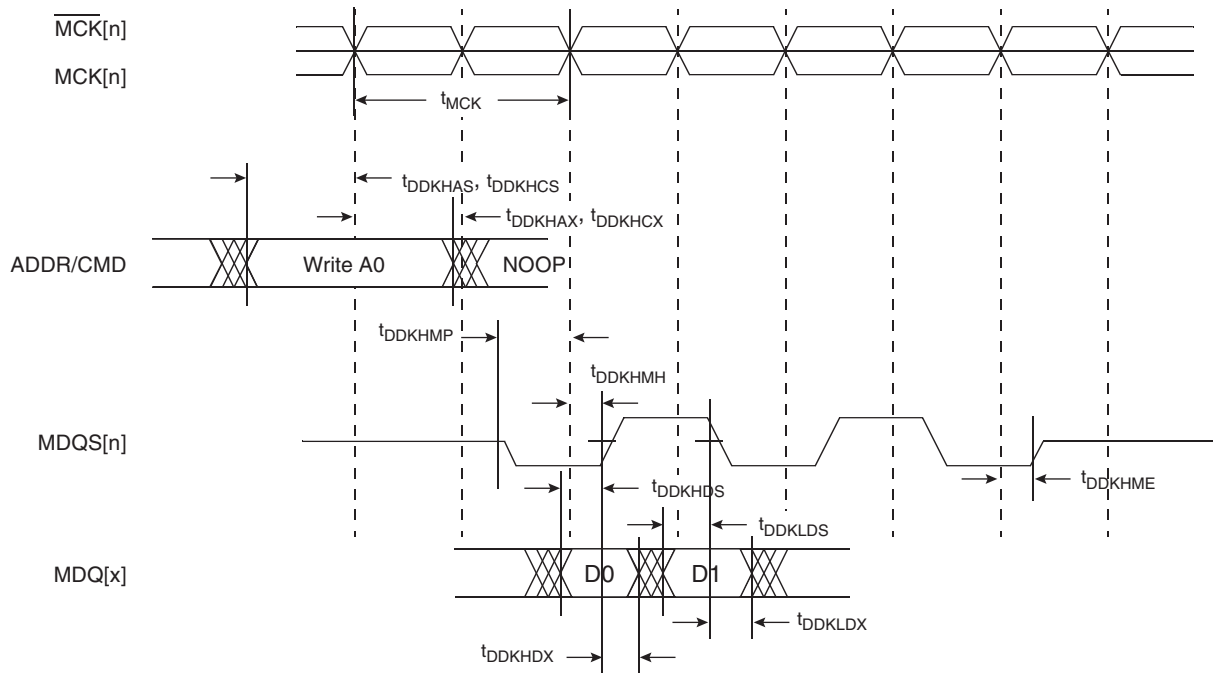 MCK[n]
MCK[n]
tMCK
tDDKHAS, tDDKHCS
tDDKHAX, tDDKHCX
ADDR/CMD
Write A0
NOOP
tDDKHMP
tDDKHMH
MDQS[n]
tDDKHDS
tDDKHME
tDDKLDS
MDQ[x]
D0
D1
tDDKLDX
tDDKHDX